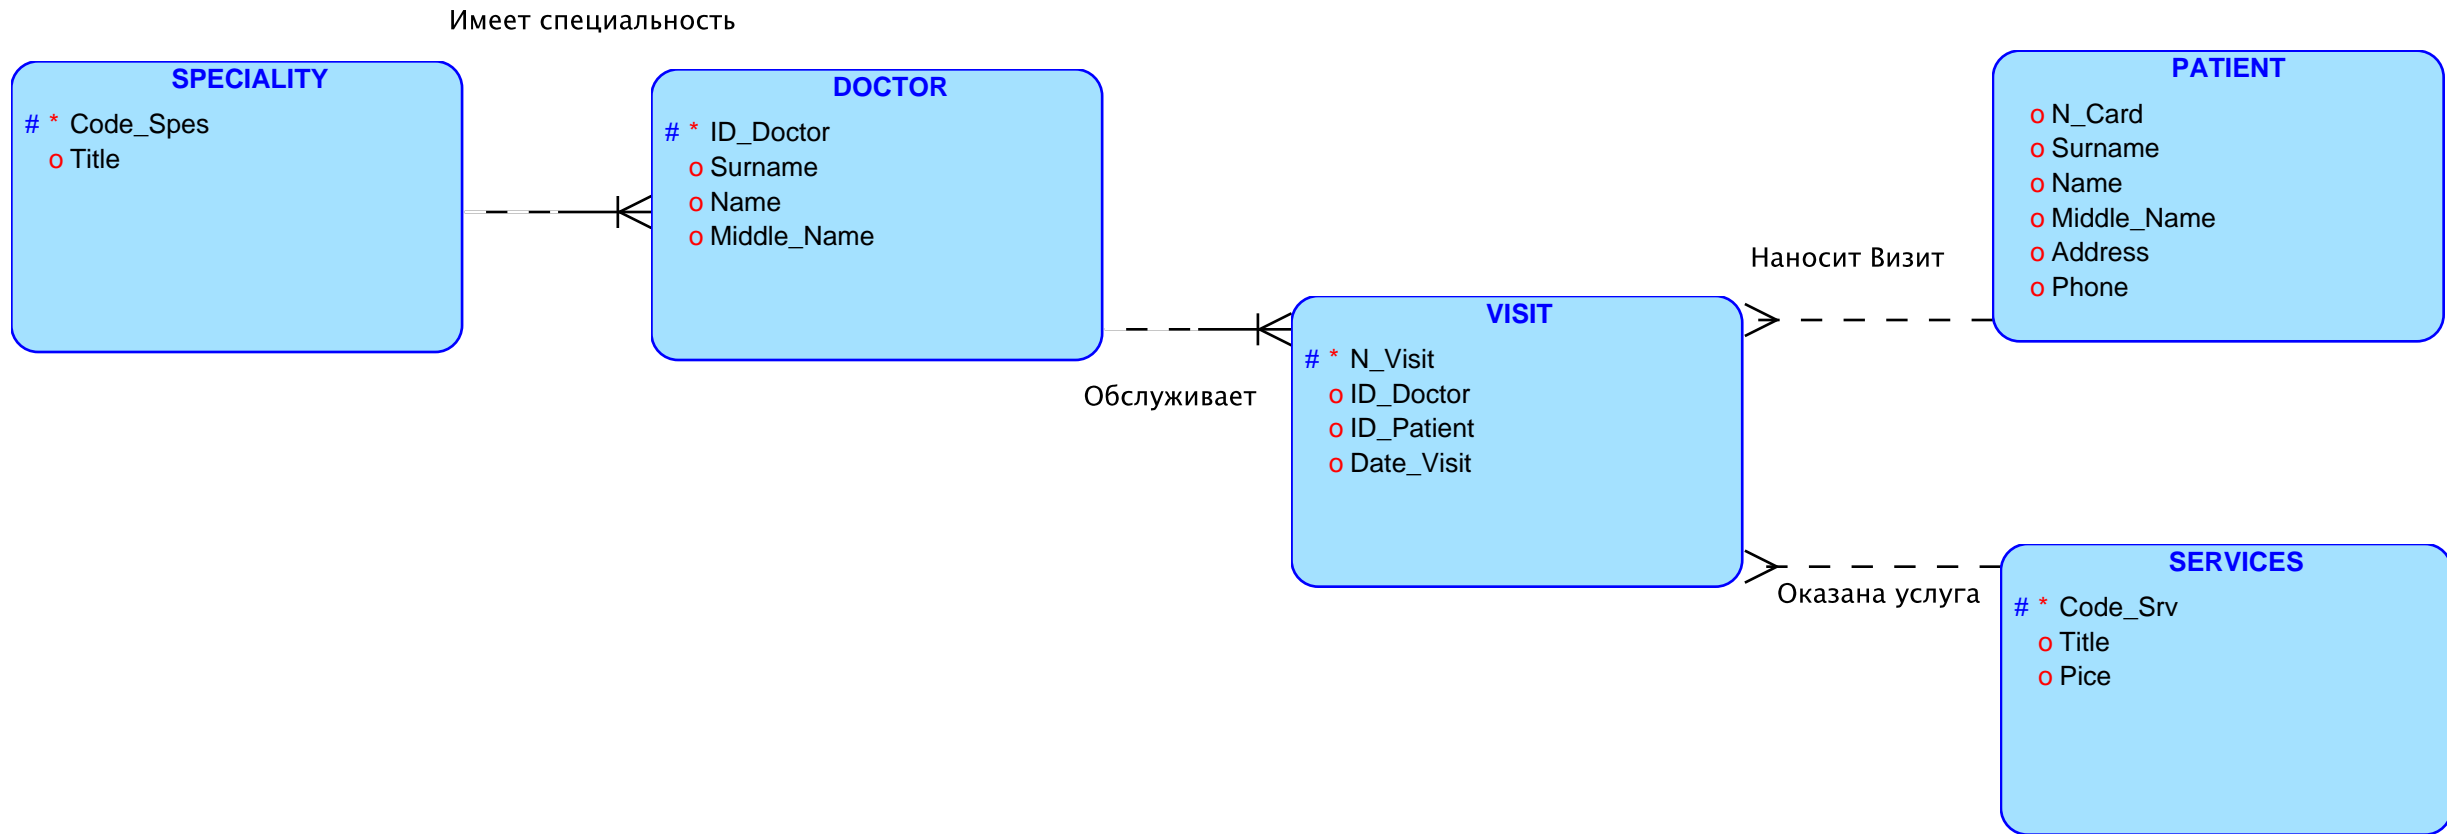 Имеет специальность
SPECIALITY
# * Code_Spes
o Title
DOCTOR
# * ID_Doctor
o Surname
o Name
o Middle_Name
Обслуживает
VISIT
# * N_Visit
o ID_Doctor
o ID_Patient
o Date_Visit
Наносит Визит
PATIENT
o N_Card
o Surname
o Name
o Middle_Name
o Address
o Phone
Оказана услуга
SERVICES
# * Code_Srv
o Title
o Pice